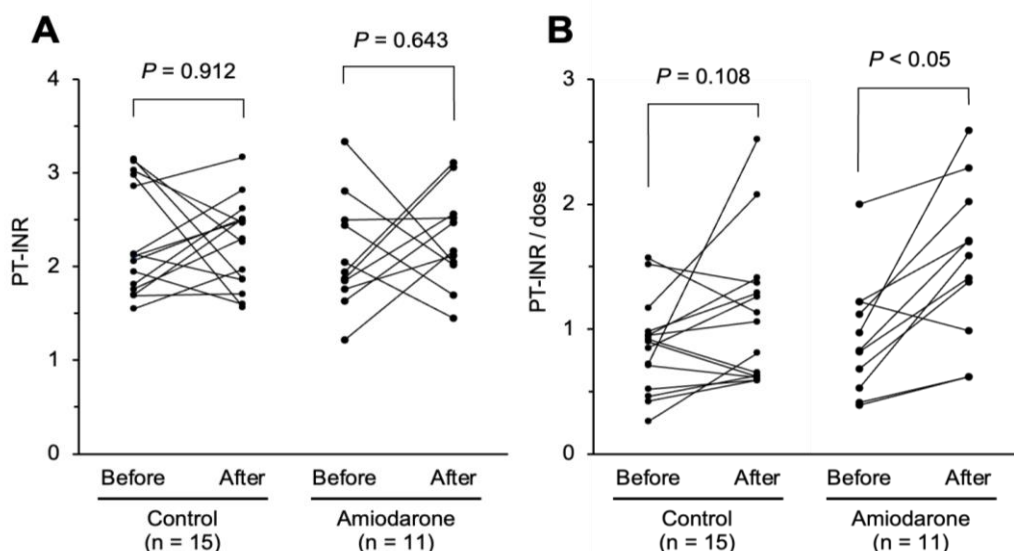 A
P = 0.912
P = 0.643
4
3
2
1
0
PT-INR
Before After Before After
Control Amiodarone
(n = 15) (n = 11)
B
P = 0.108
P < 0.05
3
2
1
0
PT-INR / dose
Before After Before After
Control Amiodarone
(n = 15) (n = 11)